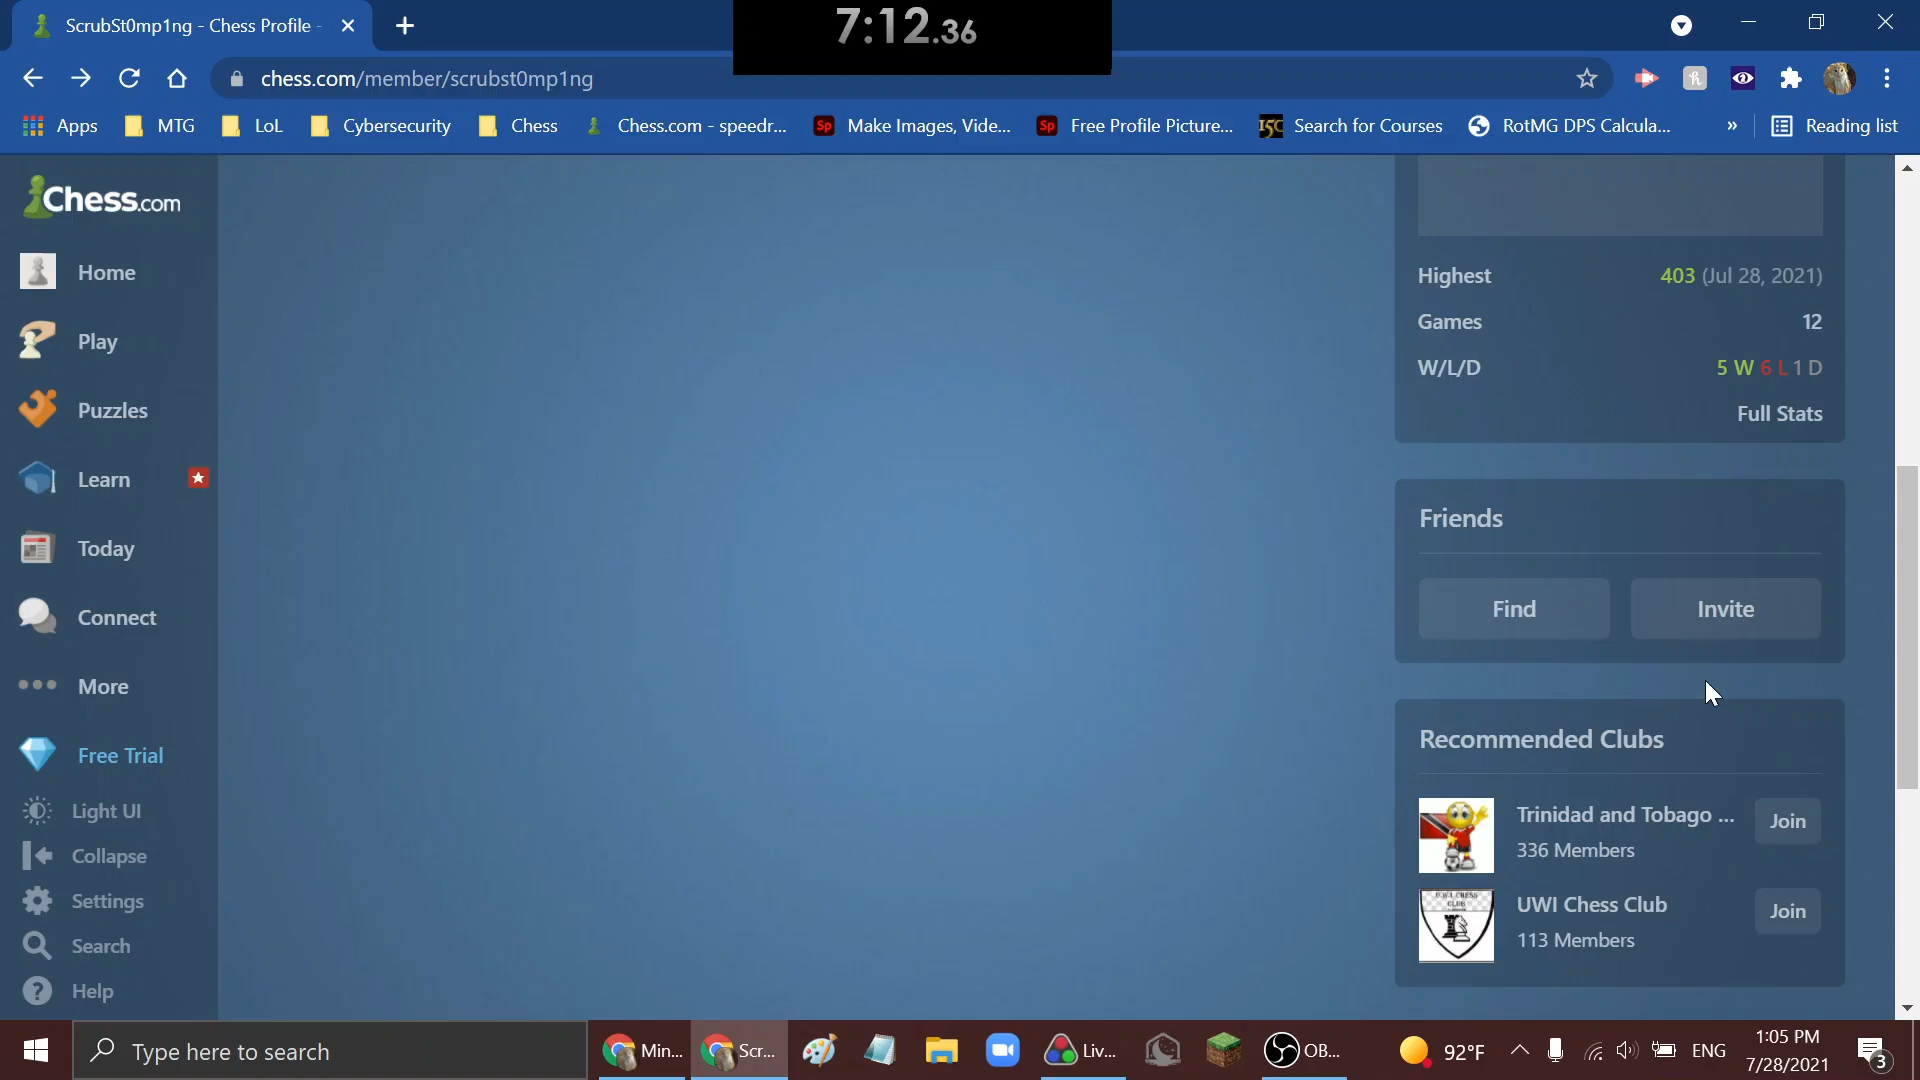 ScrubSt0mp1ng - Chess Profile -
7:12.36
chess.com/member/scrubst0mp1ng
Apps
MTG
LoL
Cybersecurity
Chess
Chess.com - speedr...
Sp
Make Images, Vide...
Sp
Free Profile Picture...
Search for Courses
RotMG DPS Calcula...
»
Reading list
Chess.com
Home
Play
Puzzles
Learn
Today
Connect
More
Free Trial
Light UI
Collapse
Settings
Search
Help
Highest 403 (Jul 28, 2021)
Games 12
W/L/D 5 W 6 L 1 D
Full Stats
Friends
Find Invite
Recommended Clubs
Trinidad and Tobago ...
336 Members
Join
U.W.I CHESS
CLUB
UWI Chess Club
113 Members
Join
Type here to search
Min...
Scr...
Liv...
OB...
92°F
ENG
1:05 PM
7/28/2021
3